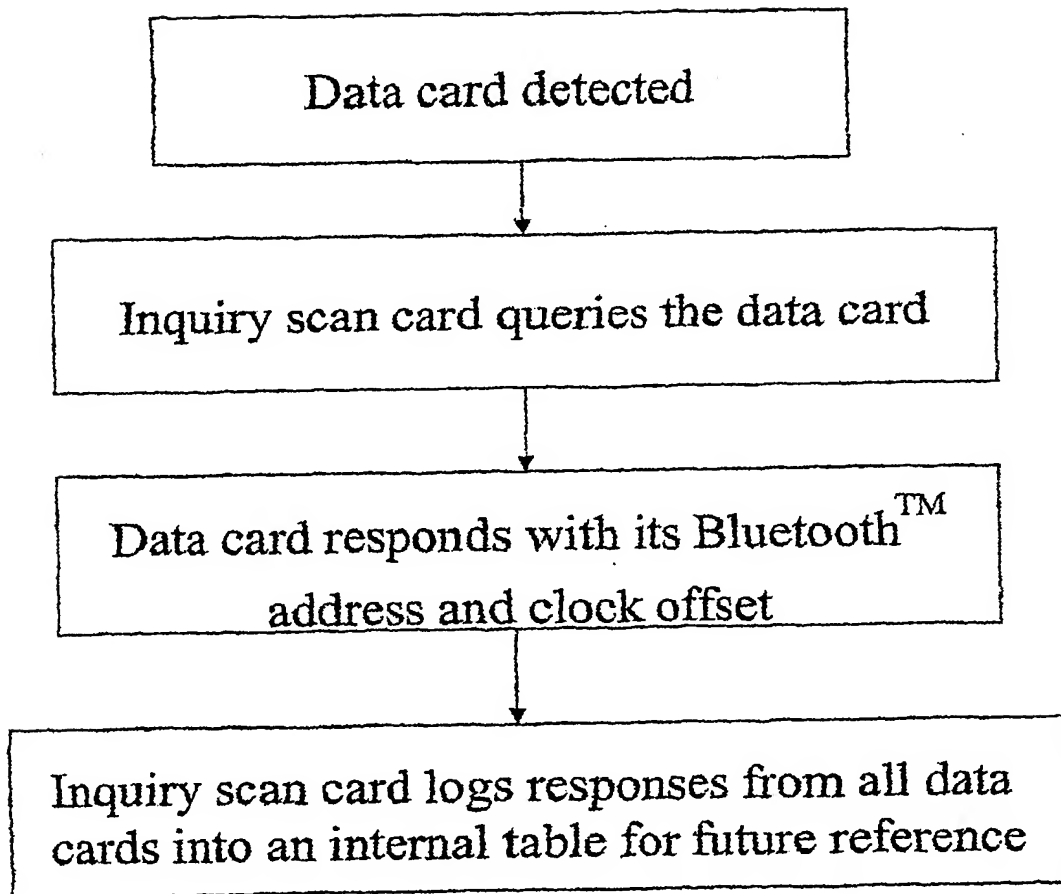 Data card detected
Inquiry scan card queries the data card
Data card responds with its Bluetooth™
address and clock offset
Inquiry scan card logs responses from all data
cards into an internal table for future reference